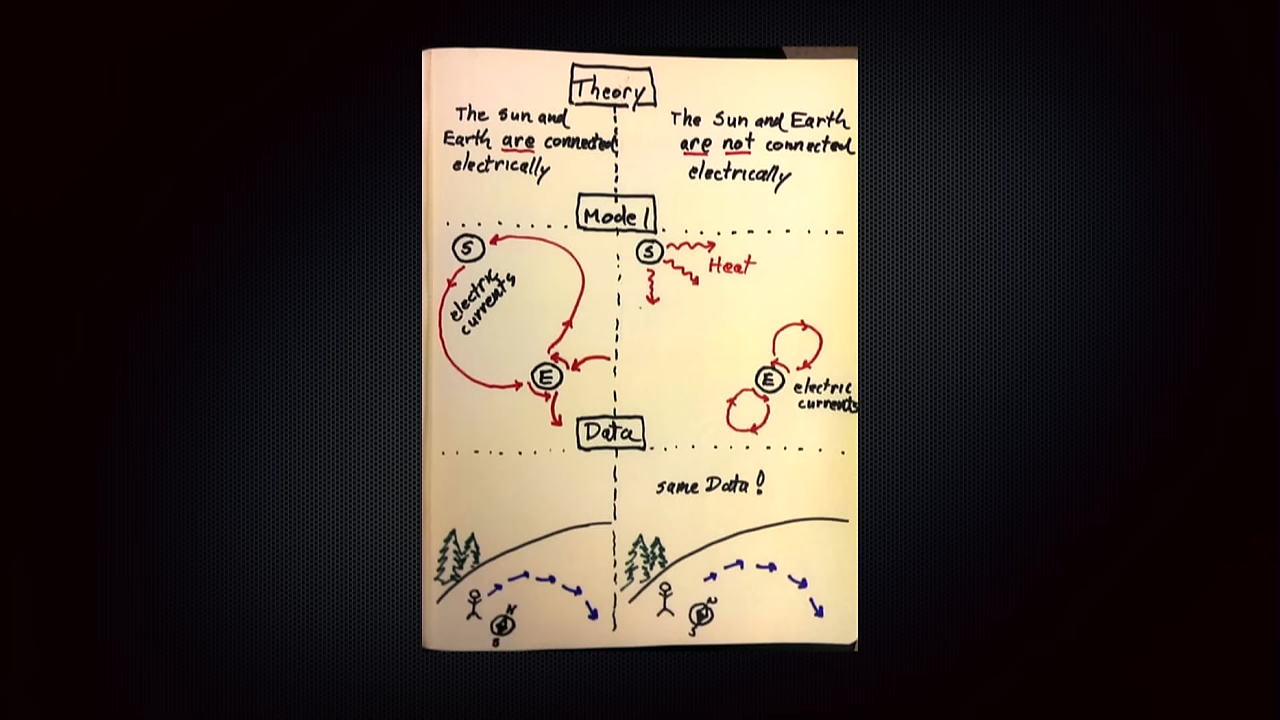 Theory
The Sun and
Earth are connected
electrically
The Sun and Earth
are not connected
electrically
Model
S
electric
currents
E
S
Heat
E
electric
currents
Data
same Data!
N
S
N
S